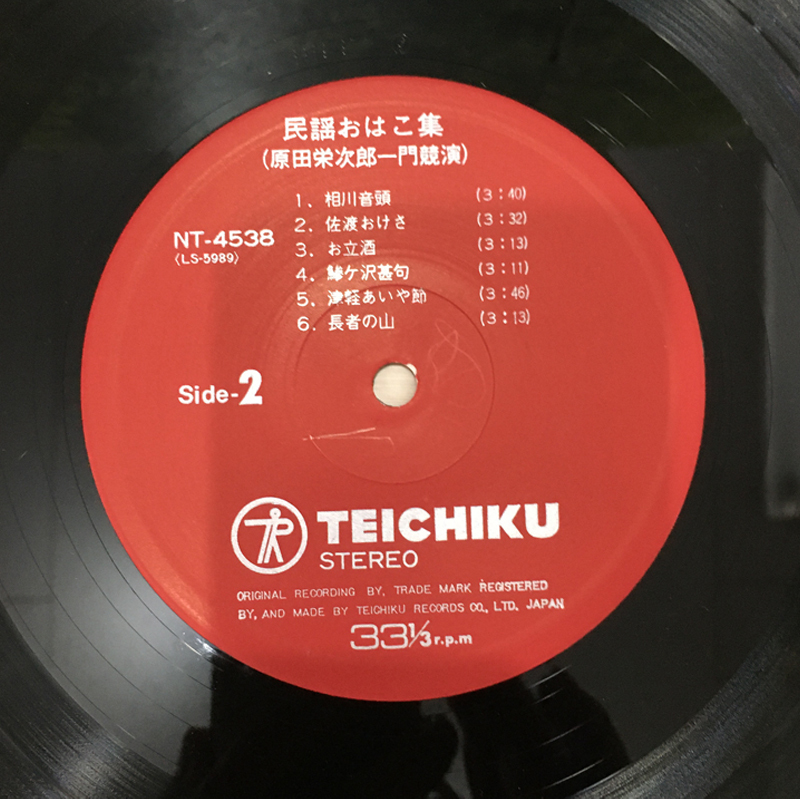 民謡おはこ集
(原田栄次郎一門競演)
1、相川音頭 (3:40)
2、佐渡おけさ (3:32)
3、お立酒 (3:13)
4、鰺ケ沢甚句 (3:11)
5、津軽あいや節 (3:46)
6、長者の山 (3:13)
NT-4538
〈LS-5989〉
Side-2
TEICHIKU
STEREO
ORIGINAL RECORDING BY, TRADE MARK REGISTERED
BY, AND MADE BY TEICHIKU RECORDS CO., LTD. JAPAN
33 1/3 r.p.m